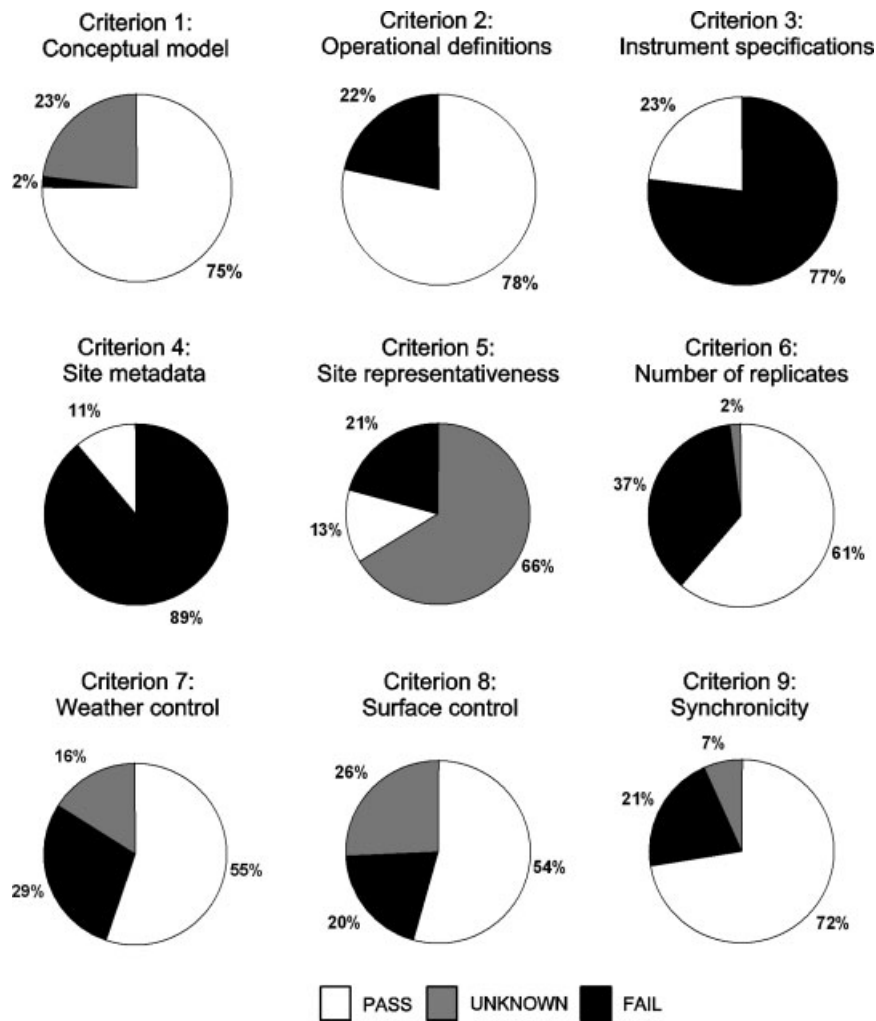 Criterion 1:
Conceptual model
23%
2%
75%
Criterion 2:
Operational definitions
22%
78%
Criterion 3:
Instrument specifications
23%
77%
Criterion 4:
Site metadata
11%
89%
Criterion 5:
Site representativeness
21%
13%
66%
Criterion 6:
Number of replicates
2%
37%
61%
Criterion 7:
Weather control
16%
55%
29%
Criterion 8:
Surface control
26%
54%
20%
Criterion 9:
Synchronicity
7%
21%
72%
PASS UNKNOWN FAIL